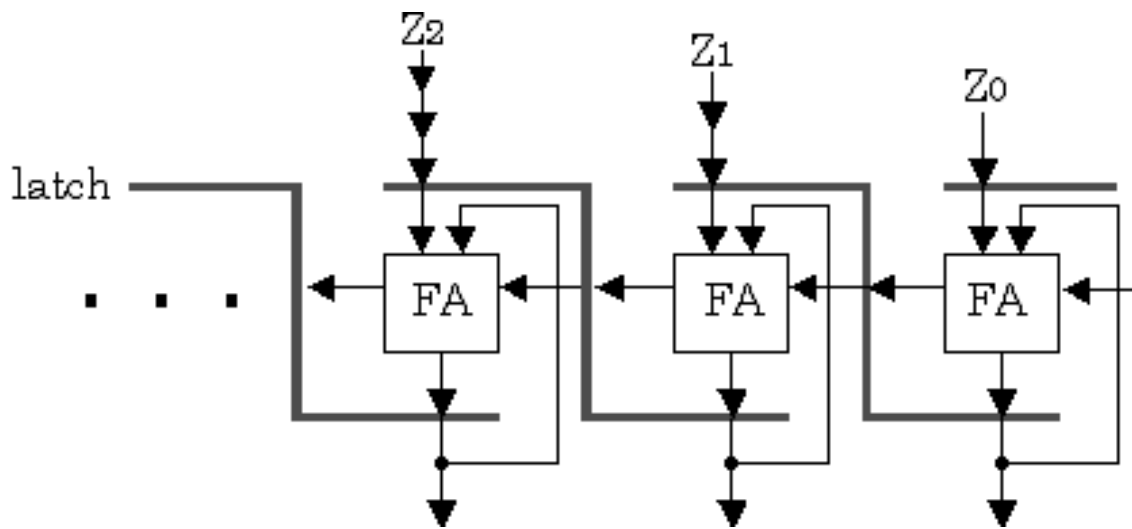 Z2
Z1
Z0
latch
. . .
FA
FA
FA